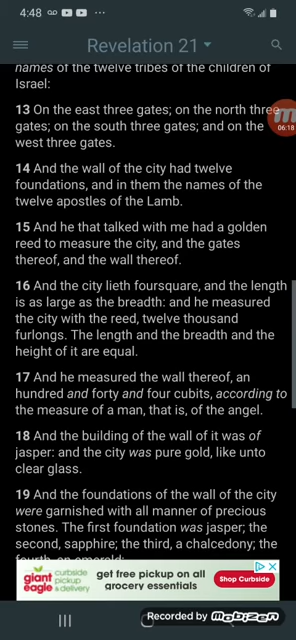 4:48
Revelation 21
names of the twelve tribes of the children of
Israel:
13 On the east three gates; on the north three
gates; on the south three gates; and on the
west three gates.
06:18
14 And the wall of the city had twelve
foundations, and in them the names of the
twelve apostles of the Lamb.
15 And he that talked with me had a golden
reed to measure the city, and the gates
thereof, and the wall thereof.
16 And the city lieth foursquare, and the length
is as large as the breadth: and he measured
the city with the reed, twelve thousand
furlongs. The length and the breadth and the
height of it are equal.
17 And he measured the wall thereof, an
hundred and forty and four cubits, according to
the measure of a man, that is, of the angel.
18 And the building of the wall of it was of
jasper: and the city was pure gold, like unto
clear glass.
19 And the foundations of the wall of the city
were garnished with all manner of precious
stones. The first foundation was jasper; the
second, sapphire; the third, a chalcedony; the
fourth, an emerald;
giant eagle
curbside pickup & delivery
get free pickup on all
grocery essentials
Shop Curbside
Recorded by mobizen